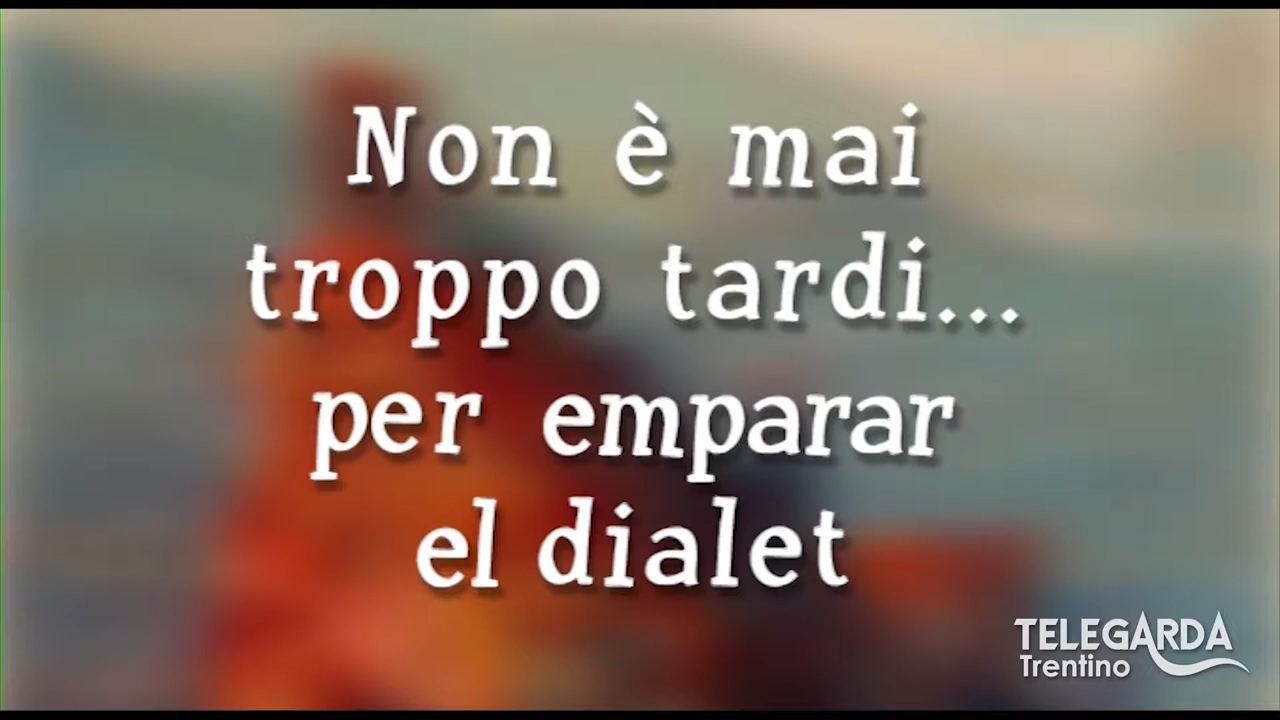 Non è mai
troppo tardi...
per emparar
el dialet
TELEGARDA
Trentino